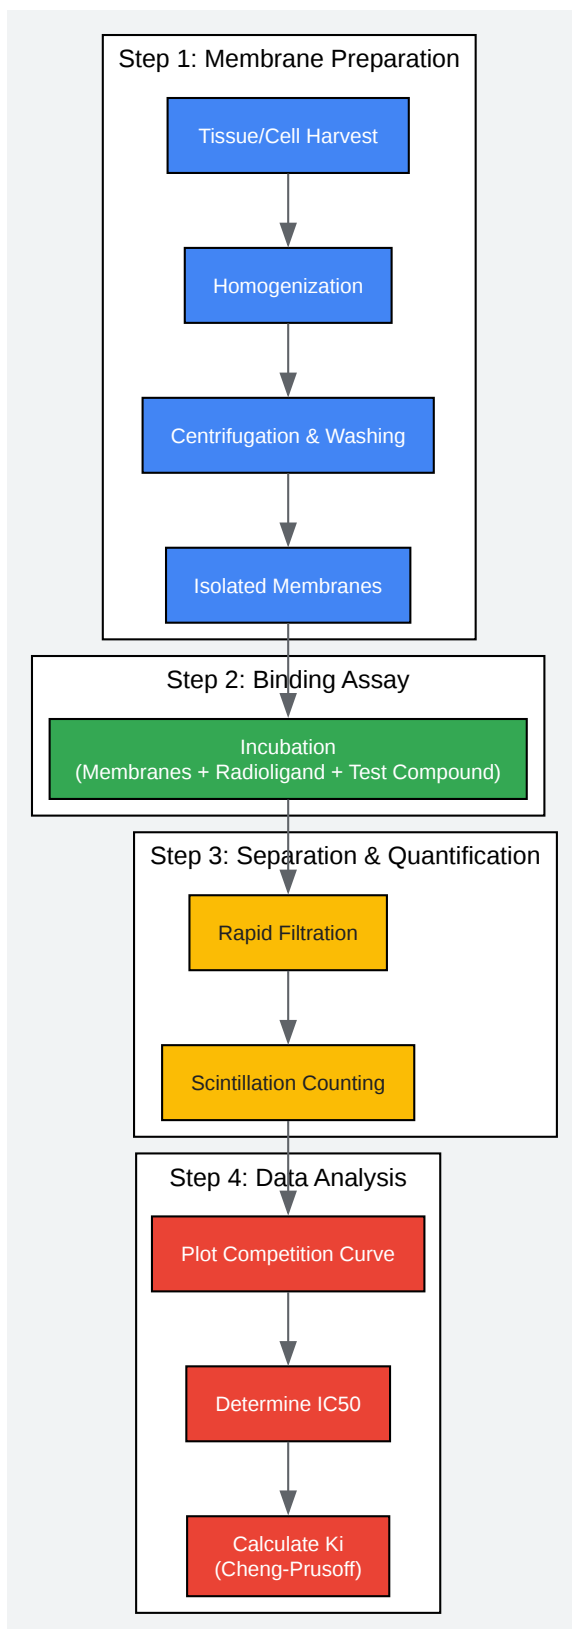 Step 1: Membrane Preparation
Tissue/Cell Harvest
Homogenization
Centrifugation & Washing
Isolated Membranes
Step 2: Binding Assay
Incubation
(Membranes + Radioligand + Test Compound)
Step 3: Separation & Quantification
Rapid Filtration
Scintillation Counting
Step 4: Data Analysis
Plot Competition Curve
Determine IC50
Calculate Ki
(Cheng-Prusoff)